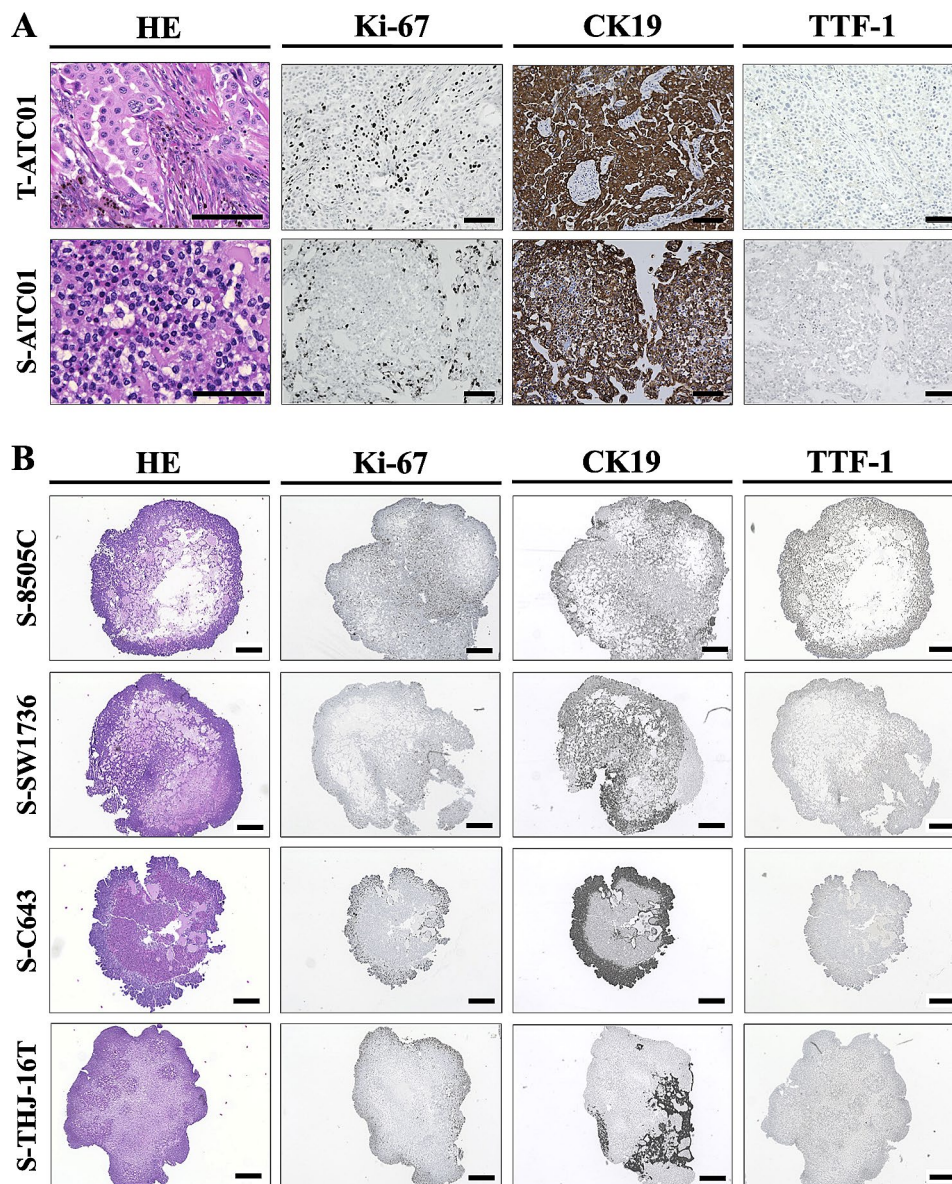 A
HE
Ki-67
CK19
TTF-1
T-ATC01
S-ATC01
B
HE
Ki-67
CK19
TTF-1
S-8505C
S-SW1736
S-C643
S-THJ-16T